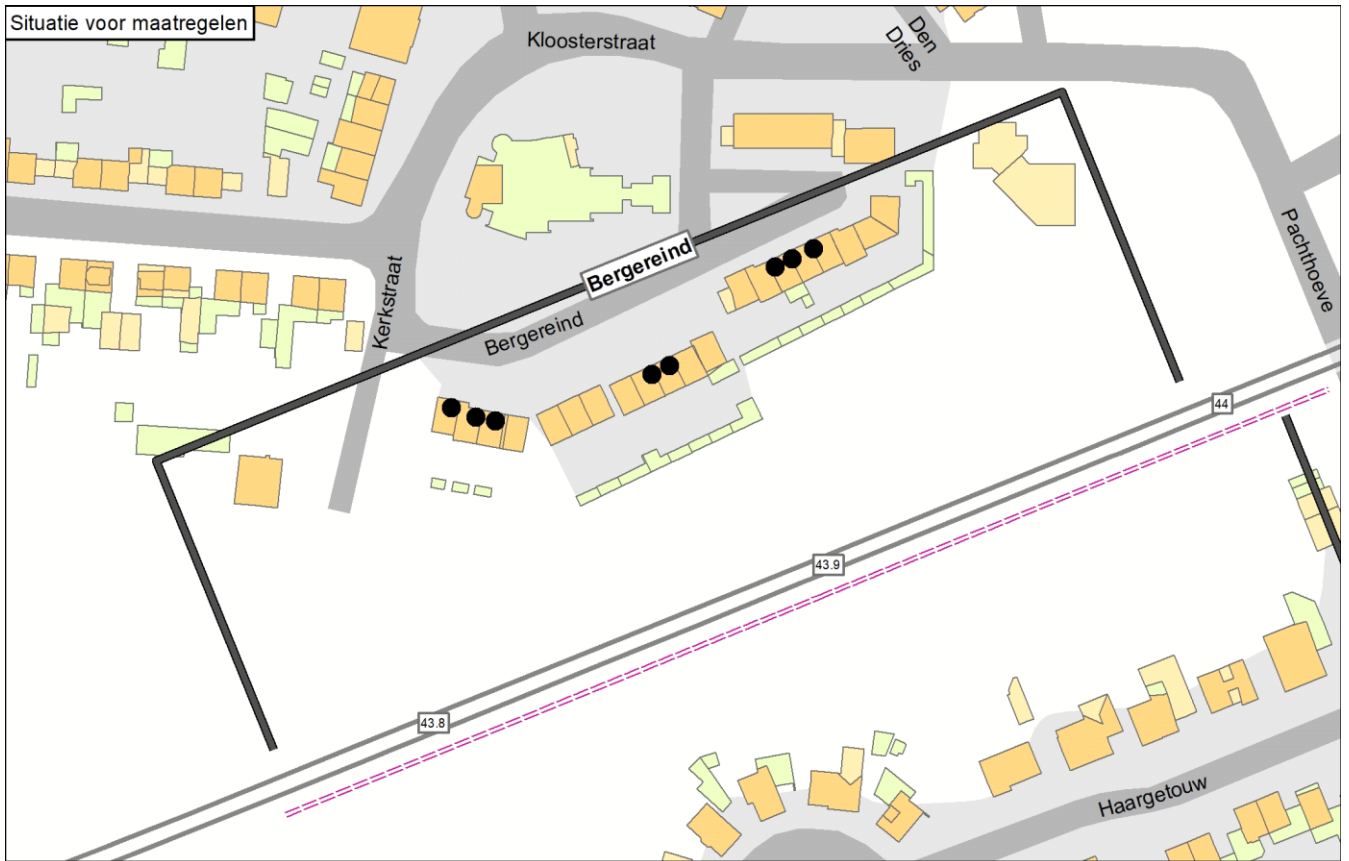 Situatie voor maatregelen
Kloosterstraat
Den
Dries
Pachthoeve
Bergereind
Kerkstraat
Bergereind
44
43.9
43.8
Haargetouw